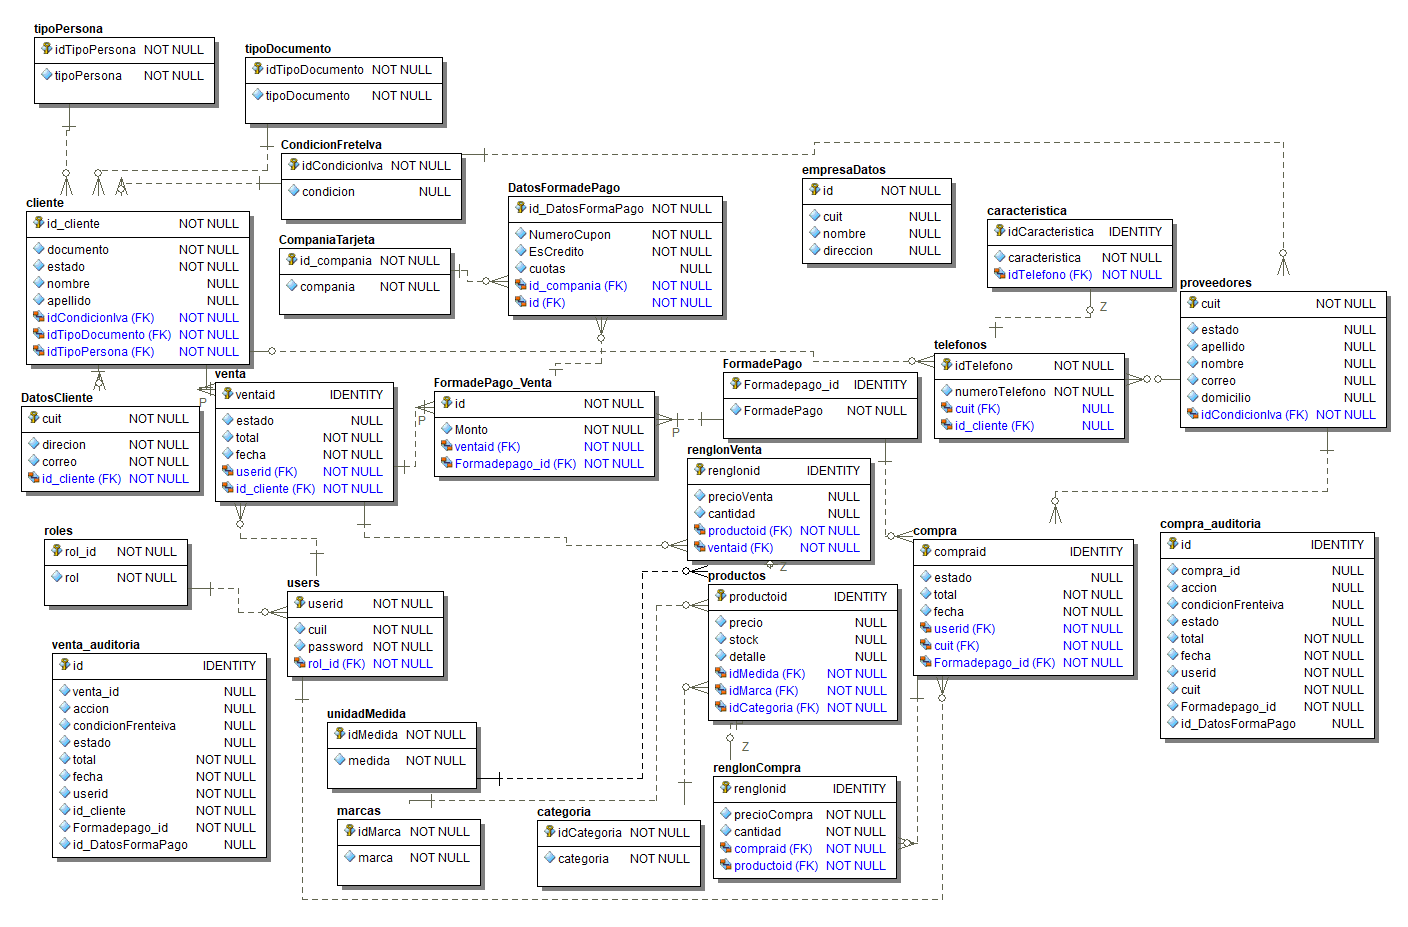 tipoPersona
idTipoPersona NOT NULL
tipoPersona NOT NULL
tipoDocumento
idTipoDocumento NOT NULL
tipoDocumento NOT NULL
CondicionFreteIva
idCondicionIva NOT NULL
condicion NULL
cliente
id_cliente NOT NULL
documento NOT NULL
estado NOT NULL
nombre NULL
apellido NULL
idCondicionIva (FK) NOT NULL
idTipoDocumento (FK) NOT NULL
idTipoPersona (FK) NOT NULL
CompaniaTarjeta
id_compania NOT NULL
compania NOT NULL
DatosFormadePago
id_DatosFormaPago NOT NULL
NumeroCupon NOT NULL
EsCredito NOT NULL
cuotas NULL
id_compania (FK) NOT NULL
id (FK) NOT NULL
empresaDatos
id NOT NULL
cuit NULL
nombre NULL
direccion NULL
caracteristica
idCaracteristica IDENTITY
caracteristica NOT NULL
idTelefono (FK) NOT NULL
Z
proveedores
cuit NOT NULL
estado NULL
apellido NULL
nombre NULL
correo NULL
domicilio NULL
idCondicionIva (FK) NOT NULL
telefonos
idTelefono NOT NULL
numeroTelefono NOT NULL
cuit (FK) NULL
id_cliente (FK) NULL
DatosCliente
cuit NOT NULL
direcion NOT NULL
correo NOT NULL
id_cliente (FK) NOT NULL
P
venta
ventaid IDENTITY
estado NULL
total NOT NULL
fecha NOT NULL
userid (FK) NOT NULL
id_cliente (FK) NOT NULL
P
FormadePago_Venta
id NOT NULL
Monto NOT NULL
ventaid (FK) NOT NULL
Formadepago_id (FK) NOT NULL
P
FormadePago
Formadepago_id IDENTITY
FormadePago NOT NULL
renglonVenta
renglonid IDENTITY
precioVenta NULL
cantidad NULL
productoid (FK) NOT NULL
ventaid (FK) NOT NULL
Z
compra
compraid IDENTITY
estado NULL
total NOT NULL
fecha NOT NULL
userid (FK) NOT NULL
cuit (FK) NOT NULL
Formadepago_id (FK) NOT NULL
compra_auditoria
id IDENTITY
compra_id NULL
accion NULL
condicionFrenteiva NULL
estado NULL
total NOT NULL
fecha NOT NULL
userid NOT NULL
cuit NOT NULL
Formadepago_id NOT NULL
id_DatosFormaPago NULL
roles
rol_id NOT NULL
rol NOT NULL
users
userid NOT NULL
cuil NOT NULL
password NOT NULL
rol_id (FK) NOT NULL
productos
productoid IDENTITY
precio NULL
stock NULL
detalle NULL
idMedida (FK) NOT NULL
idMarca (FK) NOT NULL
idCategoria (FK) NOT NULL
Z
venta_auditoria
id IDENTITY
venta_id NULL
accion NULL
condicionFrenteiva NULL
estado NULL
total NOT NULL
fecha NOT NULL
userid NOT NULL
id_cliente NOT NULL
Formadepago_id NOT NULL
id_DatosFormaPago NULL
unidadMedida
idMedida NOT NULL
medida NOT NULL
marcas
idMarca NOT NULL
marca NOT NULL
categoria
idCategoria NOT NULL
categoria NOT NULL
renglonCompra
renglonid IDENTITY
precioCompra NOT NULL
cantidad NOT NULL
compraid (FK) NOT NULL
productoid (FK) NOT NULL